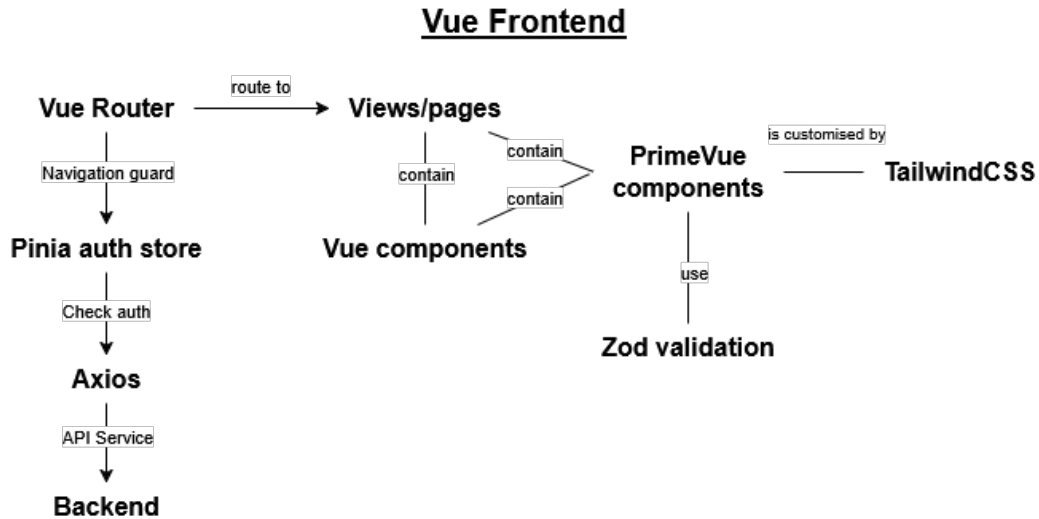 Vue Frontend
Vue Router
route to
Views/pages
Navigation guard
contain
contain
contain
PrimeVue
components
is customised by
TailwindCSS
Pinia auth store
Vue components
use
Check auth
Zod validation
Axios
API Service
Backend